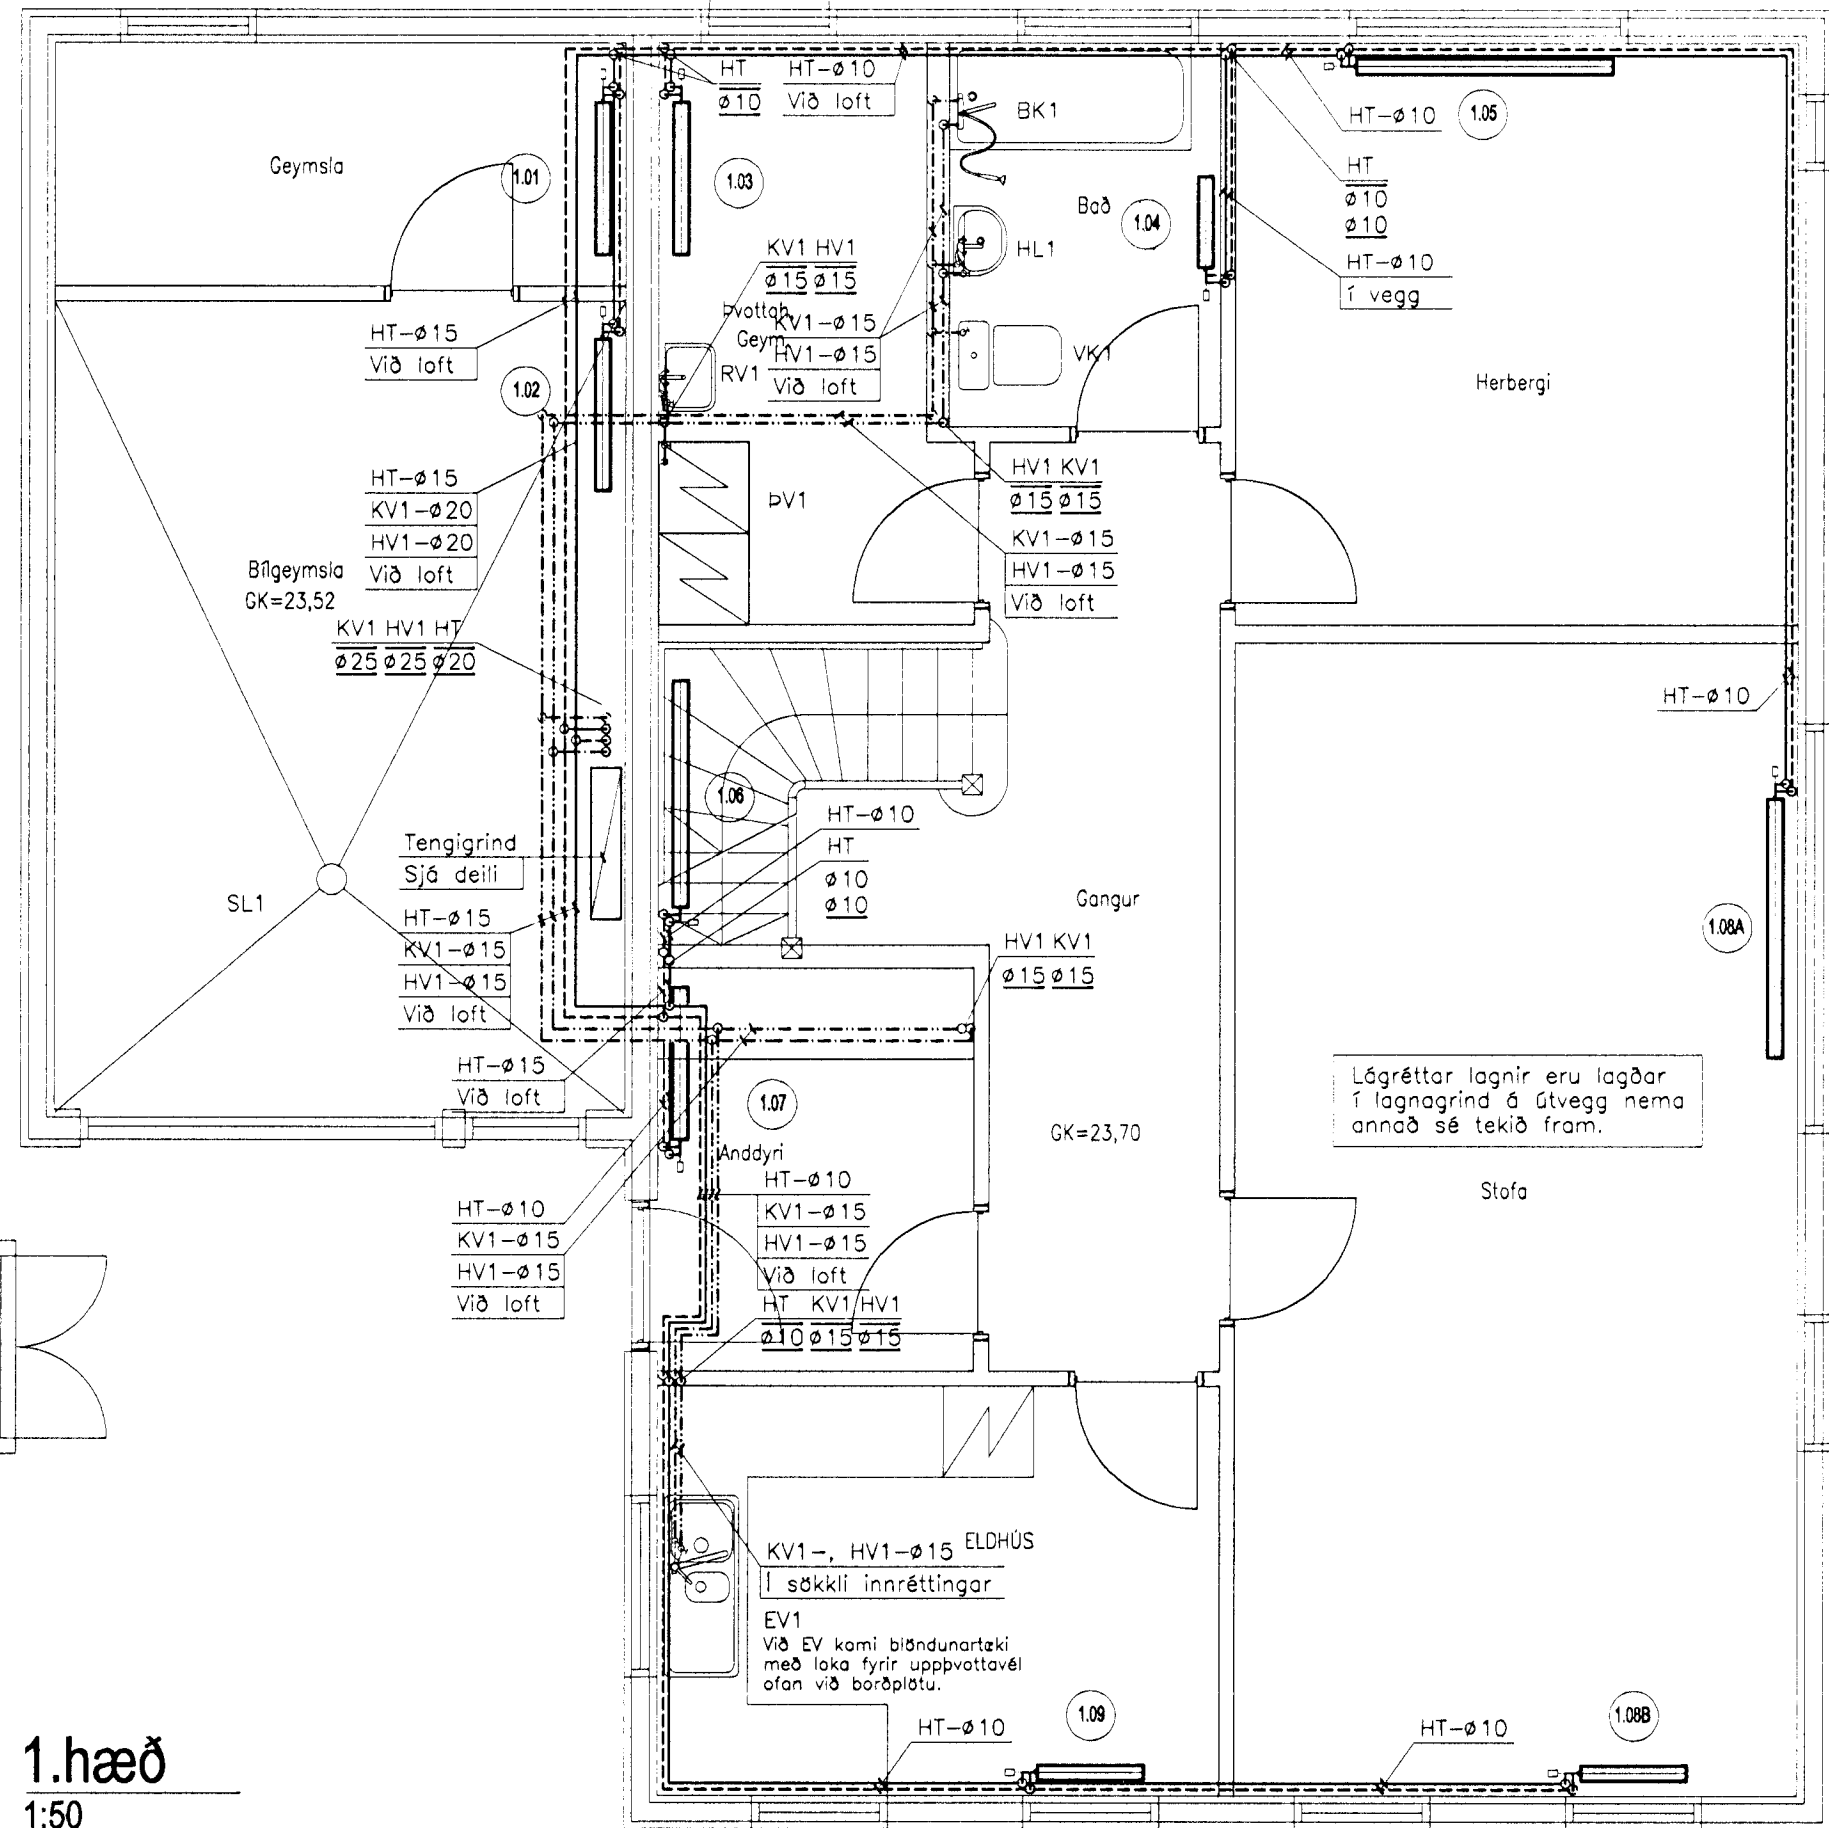 HT
ø10
HT-ø10
Við loft
BK1
HT-ø10
1.05
Geymsla
1.01
1.03
HT
ø10
ø10
Bað
1.04
HL1
KV1 HV1
ø15 ø15
HT-ø10
í vegg
Þvottah.
Geym.
KV1-ø15
HV1-ø15
Við loft
HT-ø15
Við loft
RV1
VK1
1.02
Herbergi
HT-ø15
KV1-ø20
HV1-ø20
Við loft
ÞV1
HV1 KV1
ø15 ø15
KV1-ø15
HV1-ø15
Við loft
Bílgeymsla
GK=23,52
KV1 HV1 HT
ø25 ø25 ø20
HT-ø10
1.06
HT-ø10
HT
ø10
ø10
Tengigrind
Sjá deili
SL1
Gangur
HT-ø15
KV1-ø15
HV1-ø15
Við loft
HV1 KV1
ø15 ø15
1.08A
HT-ø15
Við loft
1.07
Lágréttar lagnir eru lagðar
í lagnagrind á útvegg nema
annað sé tekið fram.
GK=23,70
Anddyri
Stofa
HT-ø10
KV1-ø15
HV1-ø15
Við loft
HT-ø10
KV1-ø15
HV1-ø15
Við loft
HT KV1 HV1
ø10 ø15 ø15
KV1-, HV1-ø15
Í sökkli innréttingar
ELDHÚS
EV1
Við EV komi blöndunartæki
með loka fyrir uppþvottavél
ofan við borðplötu.
HT-ø10
1.09
HT-ø10
1.08B
1.hæð
1:50